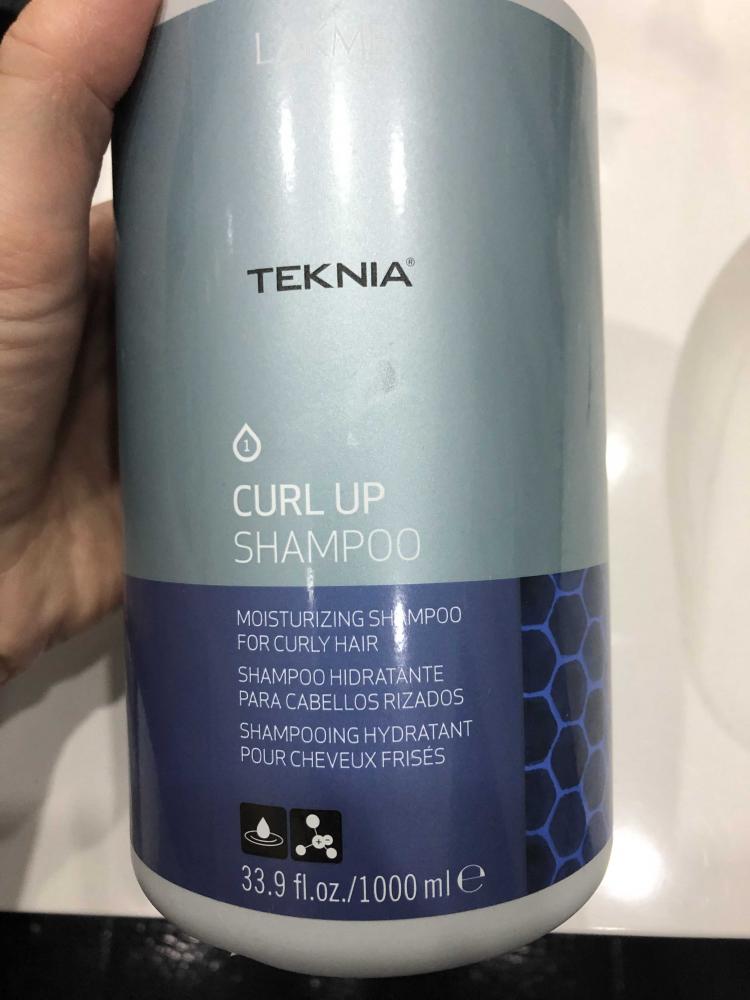 LAKMÉ
TEKNIA®
1
CURL UP
SHAMPOO
MOISTURIZING SHAMPOO
FOR CURLY HAIR
SHAMPOO HIDRATANTE
PARA CABELLOS RIZADOS
SHAMPOOING HYDRATANT
POUR CHEVEUX FRISÉS
33.9 fl.oz./1000 ml ℮